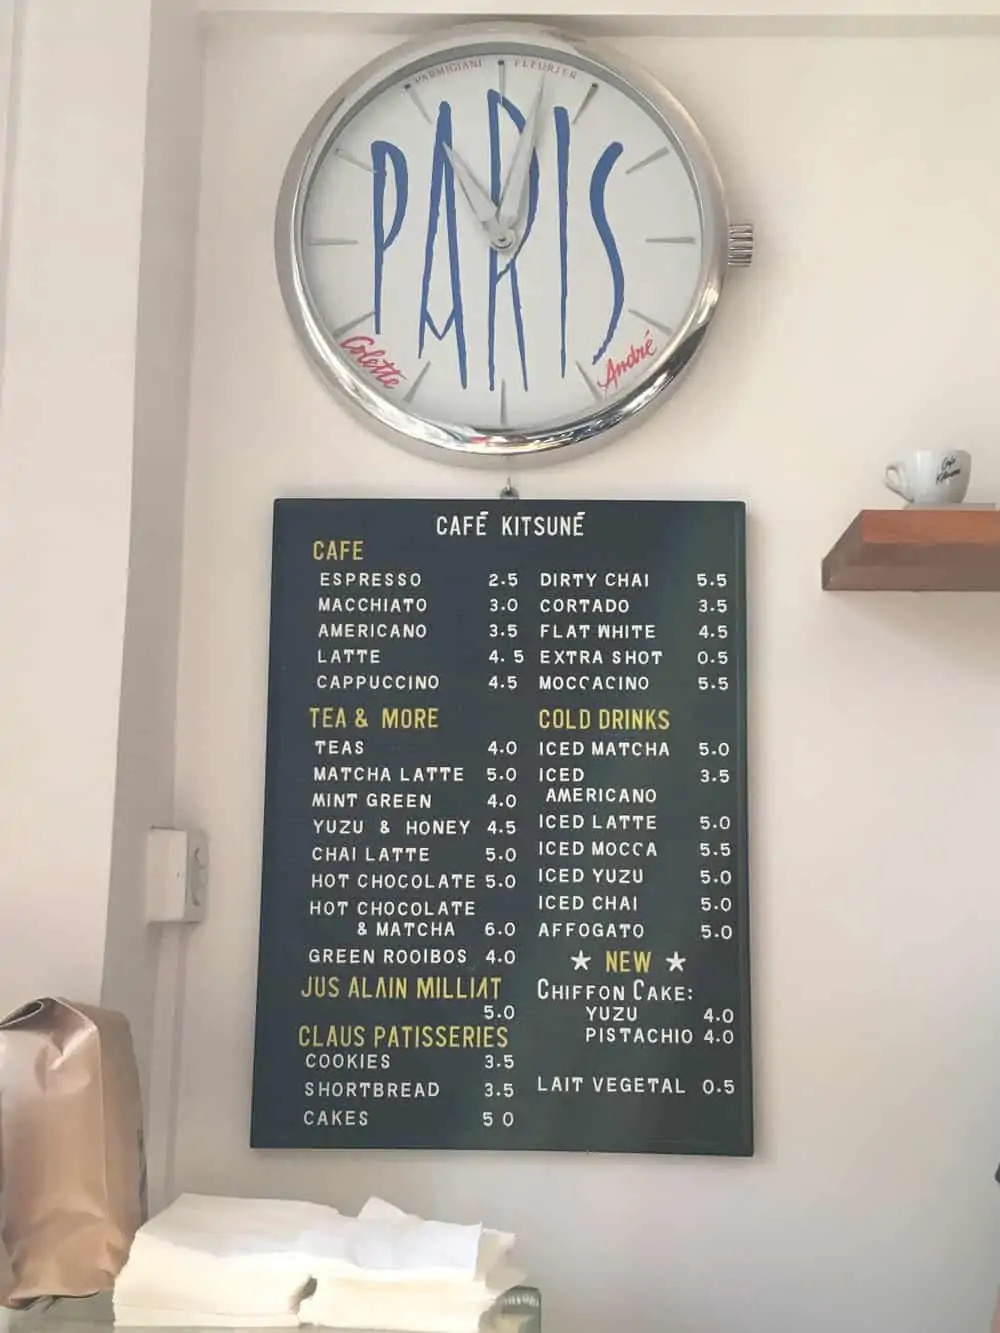 PARMIGIANI FLEURIER
PARIS
Colette
André
Café Kitsuné
CAFÉ KITSUNÉ
CAFE
ESPRESSO 2.5
MACCHIATO 3.0
AMERICANO 3.5
LATTE 4.5
CAPPUCCINO 4.5
DIRTY CHAI 5.5
CORTADO 3.5
FLAT WHITE 4.5
EXTRA SHOT 0.5
MOCCACINO 5.5
TEA & MORE
TEAS 4.0
MATCHA LATTE 5.0
MINT GREEN 4.0
YUZU & HONEY 4.5
CHAI LATTE 5.0
HOT CHOCOLATE 5.0
HOT CHOCOLATE
& MATCHA 6.0
GREEN ROOIBOS 4.0
JUS ALAIN MILLIAT
5.0
CLAUS PATISSERIES
COOKIES 3.5
SHORTBREAD 3.5
CAKES 5 0
COLD DRINKS
ICED MATCHA 5.0
ICED 3.5
AMERICANO
ICED LATTE 5.0
ICED MOCCA 5.5
ICED YUZU 5.0
ICED CHAI 5.0
AFFOGATO 5.0
★ NEW ★
CHIFFON CAKE:
YUZU 4.0
PISTACHIO 4.0
LAIT VEGETAL 0.5